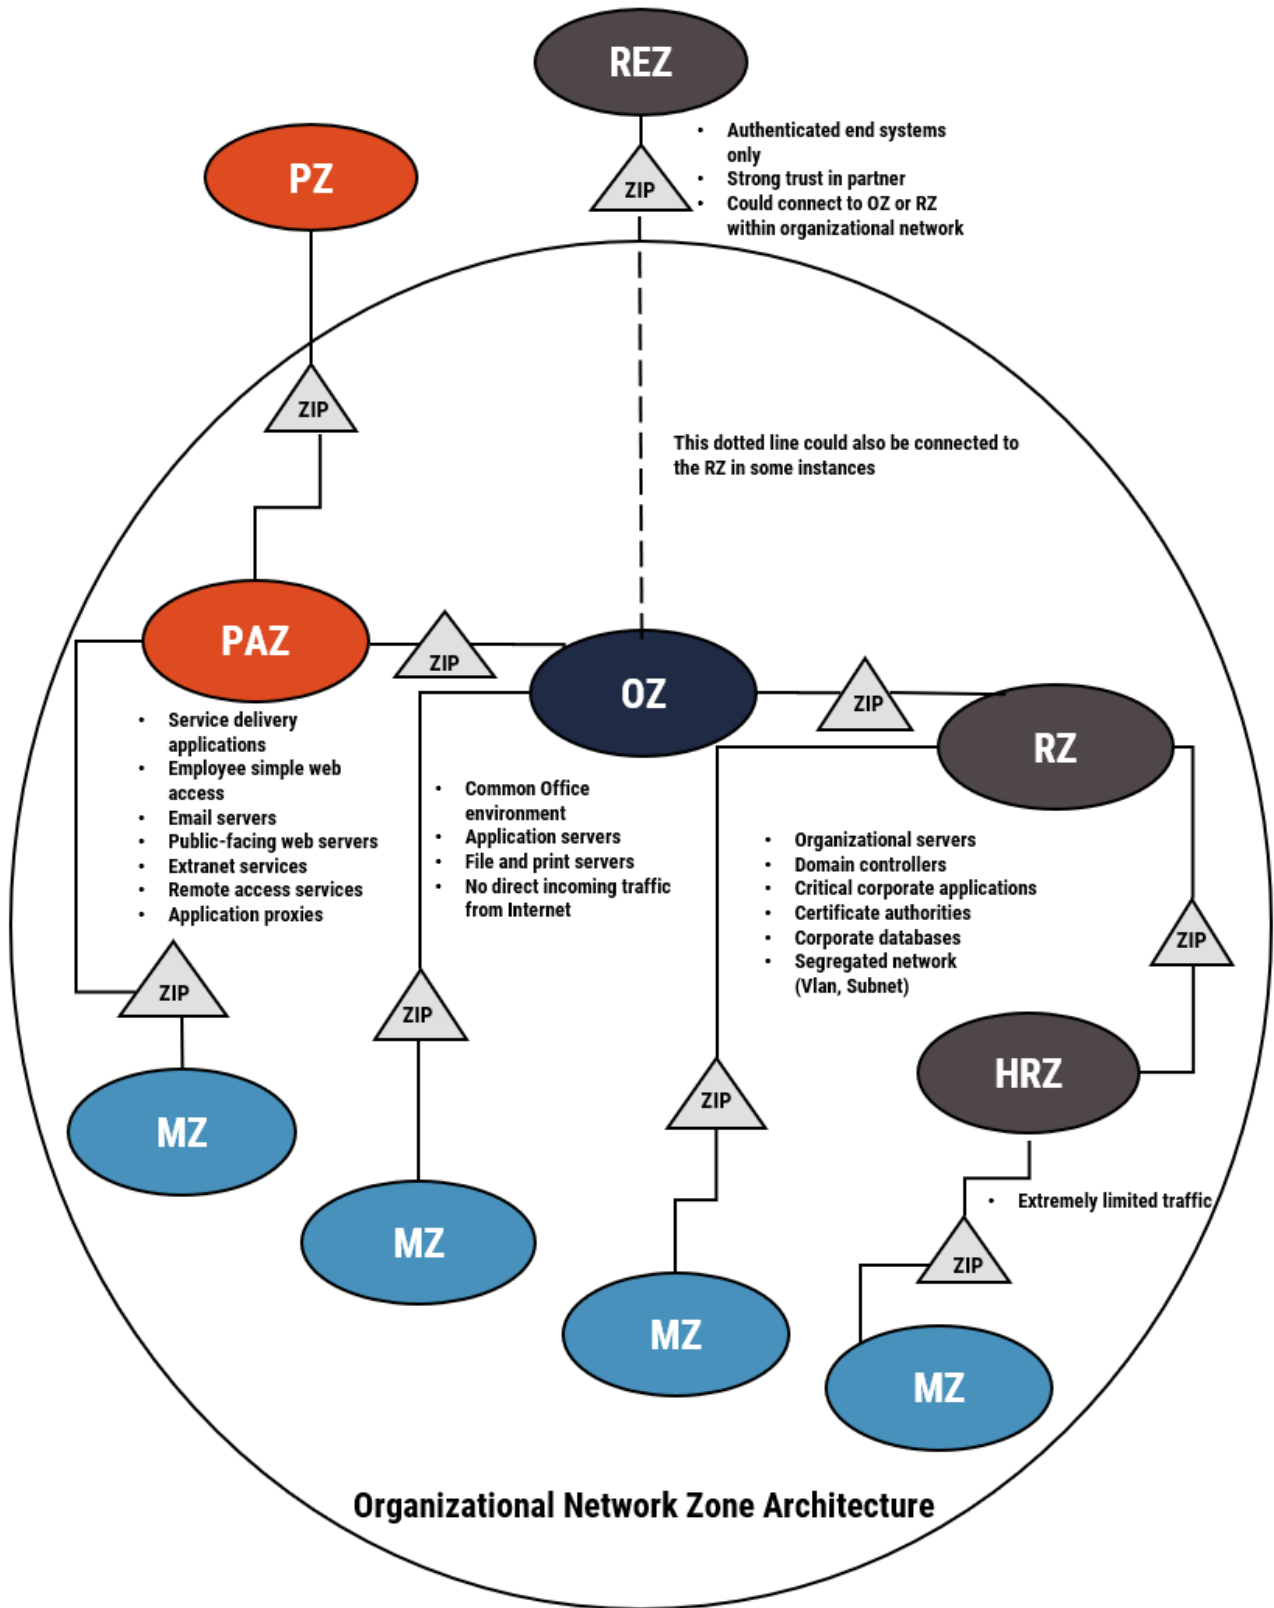 REZ
• Authenticated end systems
only
• Strong trust in partner
• Could connect to OZ or RZ
within organizational network
ZIP
PZ
ZIP
This dotted line could also be connected to
the RZ in some instances
PAZ
ZIP
OZ
ZIP
RZ
• Service delivery
applications
• Employee simple web
access
• Email servers
• Public-facing web servers
• Extranet services
• Remote access services
• Application proxies
• Common Office
environment
• Application servers
• File and print servers
• No direct incoming traffic
from Internet
• Organizational servers
• Domain controllers
• Critical corporate applications
• Certificate authorities
• Corporate databases
• Segregated network
(Vlan, Subnet)
ZIP
ZIP
ZIP
ZIP
HRZ
MZ
MZ
• Extremely limited traffic
ZIP
MZ
MZ
Organizational Network Zone Architecture